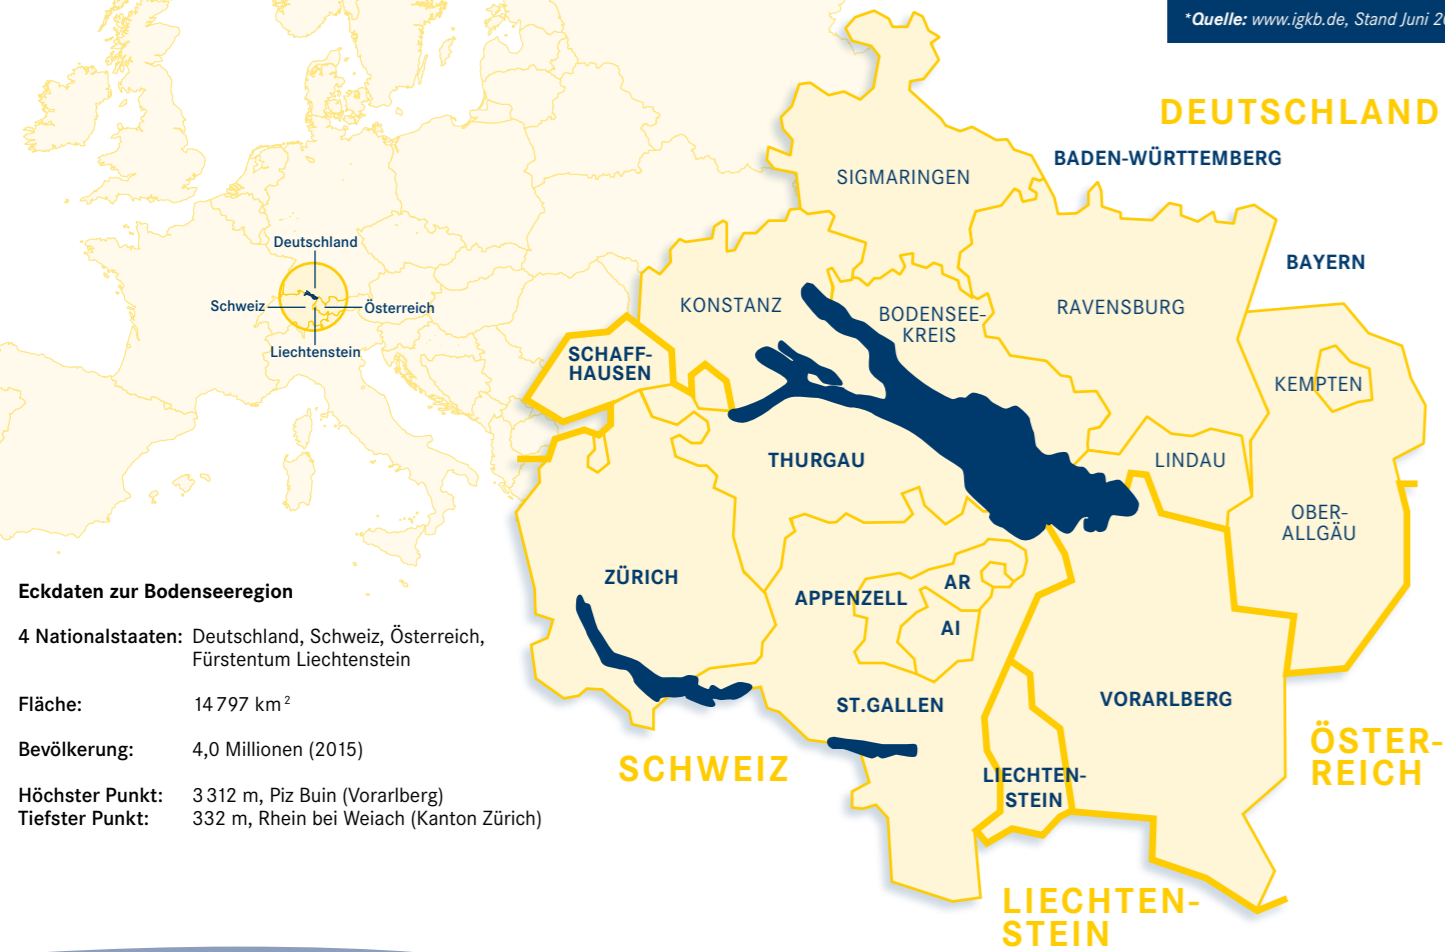 *Quelle: www.igkb.de, Stand Juni
DEUTSCHLAND
BADEN-WÜRTTEMBERG
SIGMARINGEN
BAYERN
Deutschland
Schweiz
Österreich
Liechtenstein
KONSTANZ
BODENSEE-
KREIS
RAVENSBURG
SCHAFF-
HAUSEN
KEMPTEN
THURGAU
LINDAU
OBER-
ALLGÄU
ZÜRICH
APPENZELL
AR
AI
ST.GALLEN
VORARLBERG
SCHWEIZ
ÖSTER-
REICH
LIECHTEN-
STEIN
LIECHTEN-
STEIN
Eckdaten zur Bodenseeregion
4 Nationalstaaten: Deutschland, Schweiz, Österreich,
Fürstentum Liechtenstein
Fläche: 14 797 km²
Bevölkerung: 4,0 Millionen (2015)
Höchster Punkt: 3 312 m, Piz Buin (Vorarlberg)
Tiefster Punkt: 332 m, Rhein bei Weiach (Kanton Zürich)